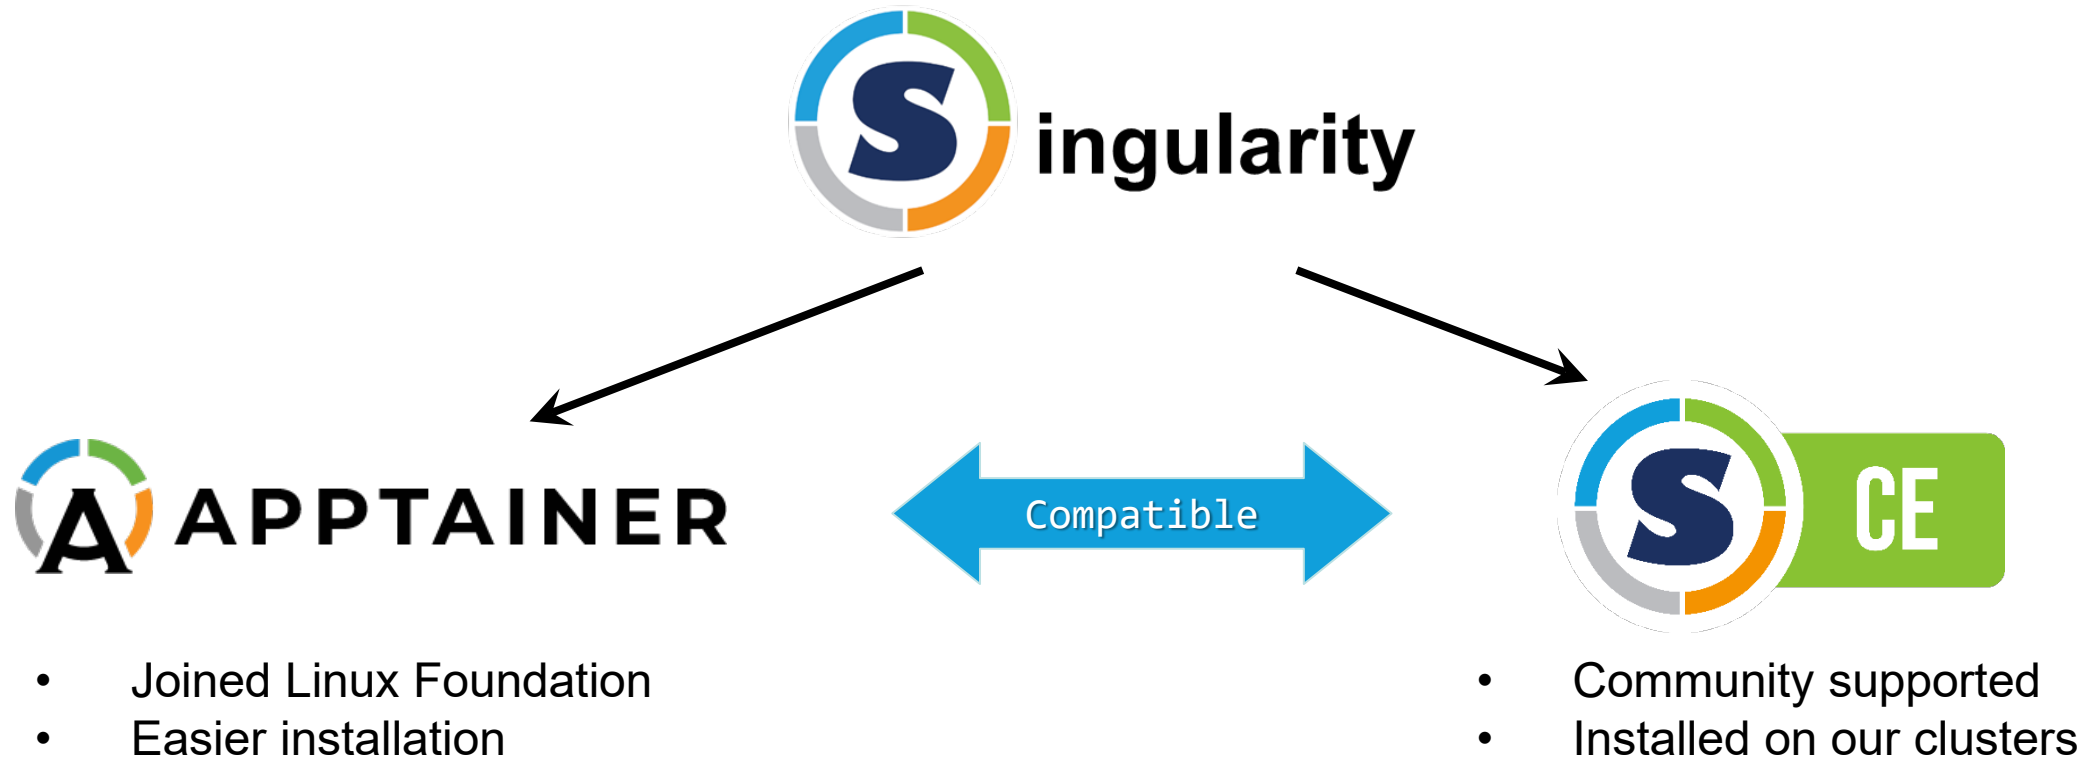 Singularity
APPTAINER
Compatible
S CE
• Joined Linux Foundation
• Easier installation
• Community supported
• Installed on our clusters